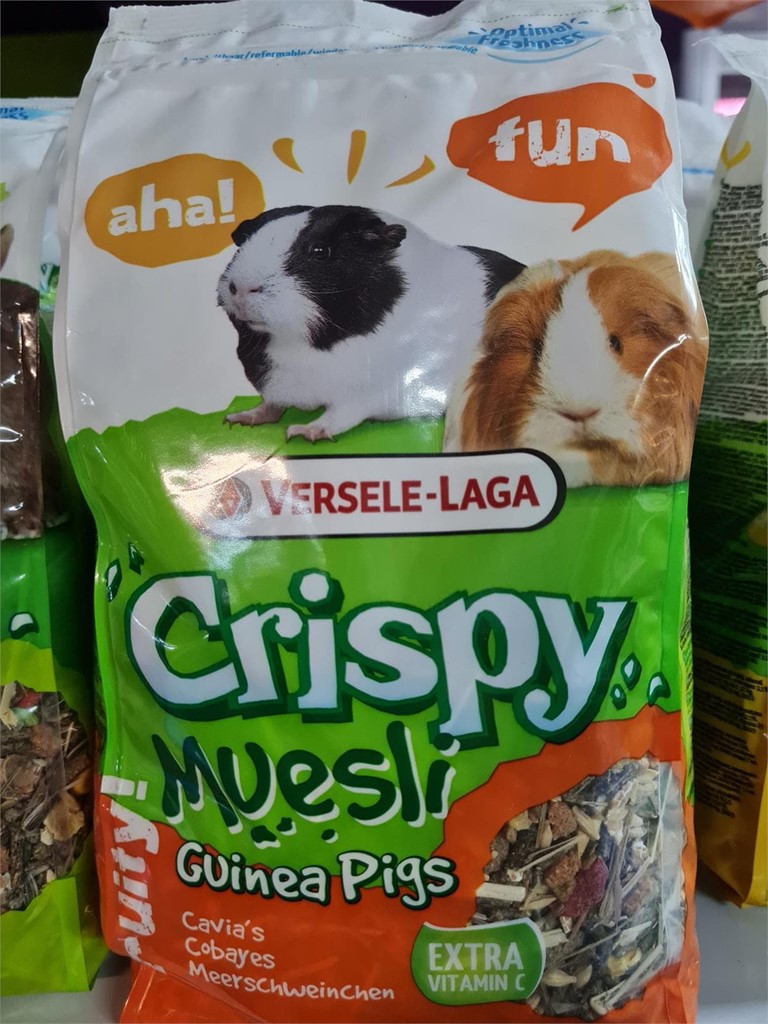 Optimal
Freshness
fun
aha!
VERSELE-LAGA
Crispy
Muesli
Guinea Pigs
Cavia's
Cobayes
Meerschweinchen
EXTRA
VITAMIN C